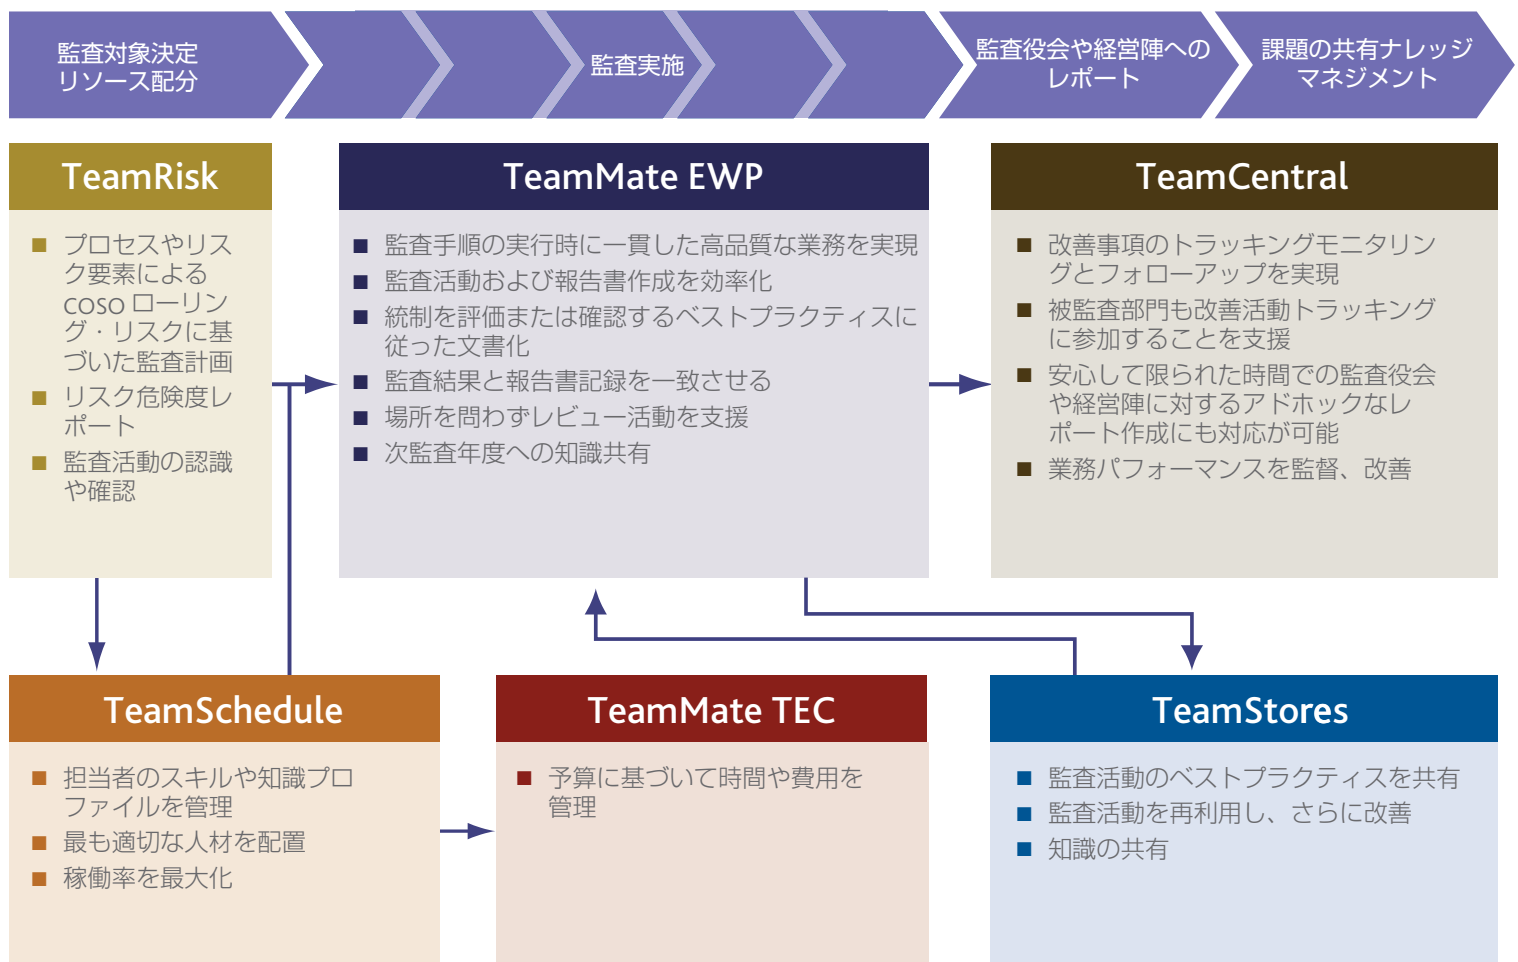 監査対象決定
リソース配分
監査実施
監査役会や経営陣への
レポート
課題の共有ナレッジ
マネジメント
TeamRisk
■ プロセスやリス
ク要素による
COSO ローリン
グ・リスクに基
づいた監査計画
■ リスク危険度レ
ポート
■ 監査活動の認識
や確認
TeamMate EWP
■ 監査手順の実行時に一貫した高品質な業務を実現
■ 監査活動および報告書作成を効率化
■ 統制を評価または確認するベストプラクティスに
従った文書化
■ 監査結果と報告書記録を一致させる
■ 場所を問わずレビュー活動を支援
■ 次監査年度への知識共有
TeamCentral
■ 改善事項のトラッキングモニタリン
グとフォローアップを実現
■ 被監査部門も改善活動トラッキング
に参加することを支援
■ 安心して限られた時間での監査役会
や経営陣に対するアドホックなレ
ポート作成にも対応が可能
■ 業務パフォーマンスを監督、改善
TeamSchedule
■ 担当者のスキルや知識プロ
ファイルを管理
■ 最も適切な人材を配置
■ 稼働率を最大化
TeamMate TEC
■ 予算に基づいて時間や費用を
管理
TeamStores
■ 監査活動のベストプラクティスを共有
■ 監査活動を再利用し、さらに改善
■ 知識の共有